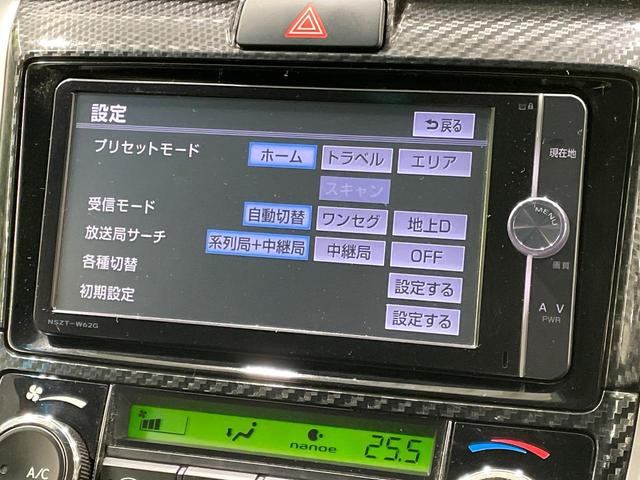 設定
戻る
プリセットモード ホーム トラベル エリア
スキャン
受信モード 自動切替 ワンセグ 地上D
放送局サーチ 系列局+中継局 中継局 OFF
各種切替 設定する
初期設定 設定する
NSZT-W62G
現在地
MENU
画質
A V
PWR
nanoe 25.5
A/C